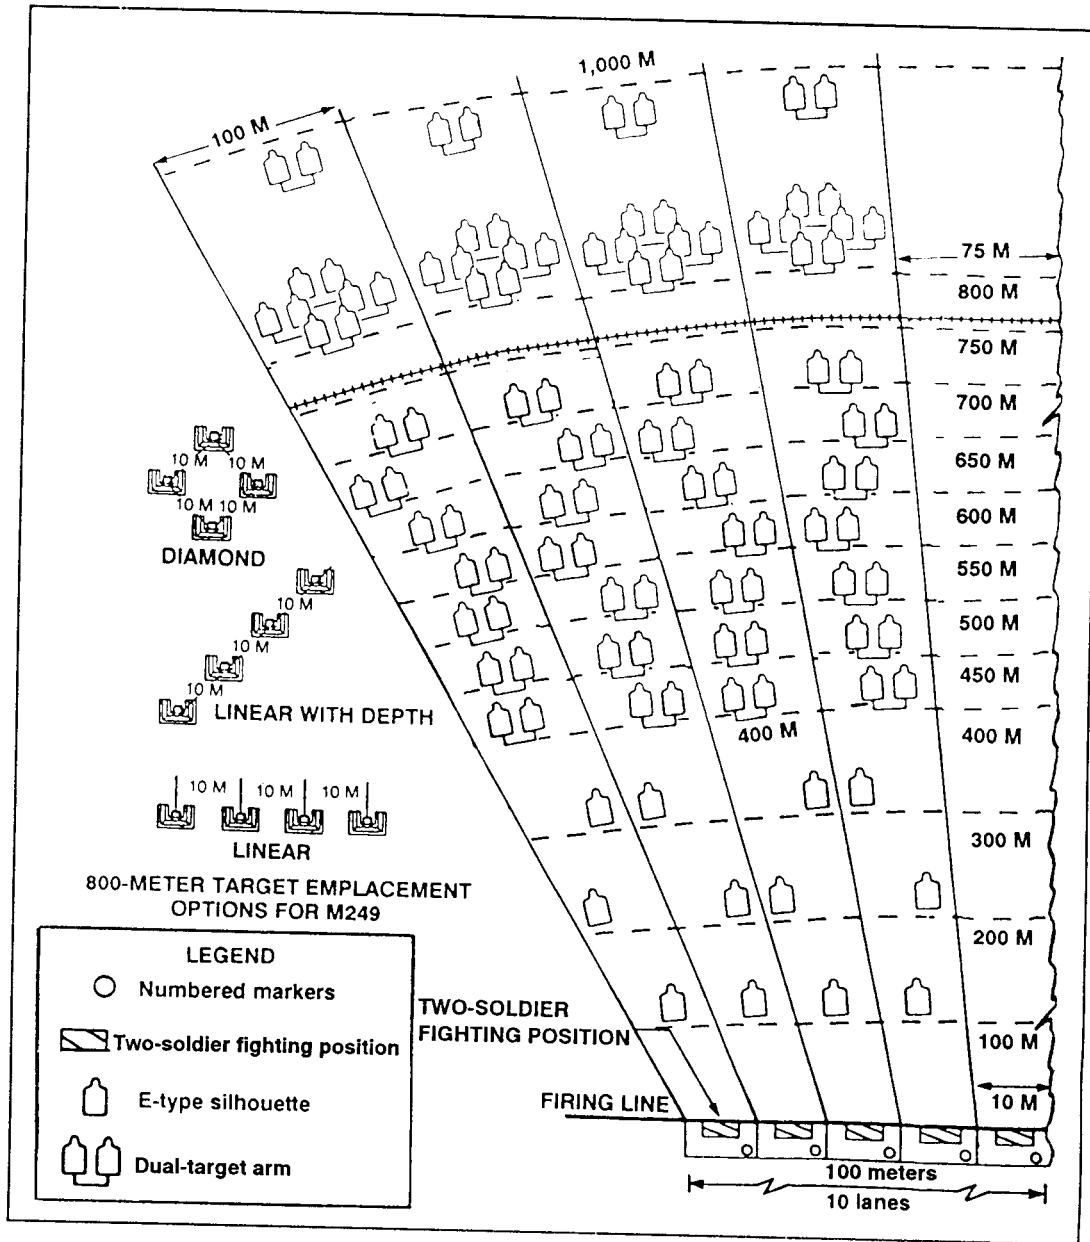 1,000 M
100 M
75 M
800 M
750 M
700 M
650 M
600 M
550 M
500 M
450 M
400 M
400 M
300 M
200 M
100 M
10 M
10 M 10 M
10 M 10 M
DIAMOND
10 M
10 M
10 M
LINEAR WITH DEPTH
10 M 10 M 10 M
LINEAR
800-METER TARGET EMPLACEMENT
OPTIONS FOR M249
LEGEND
Numbered markers
Two-soldier fighting position
E-type silhouette
Dual-target arm
TWO-SOLDIER
FIGHTING POSITION
FIRING LINE
100 meters
10 lanes